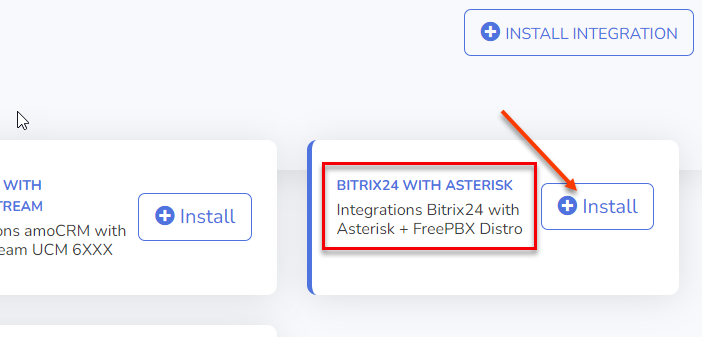 INSTALL INTEGRATION
WITH
TREAM
ons amoCRM with
eam UCM 6XXX
Install
BITRIX24 WITH ASTERISK
Integrations Bitrix24 with
Asterisk + FreePBX Distro
Install